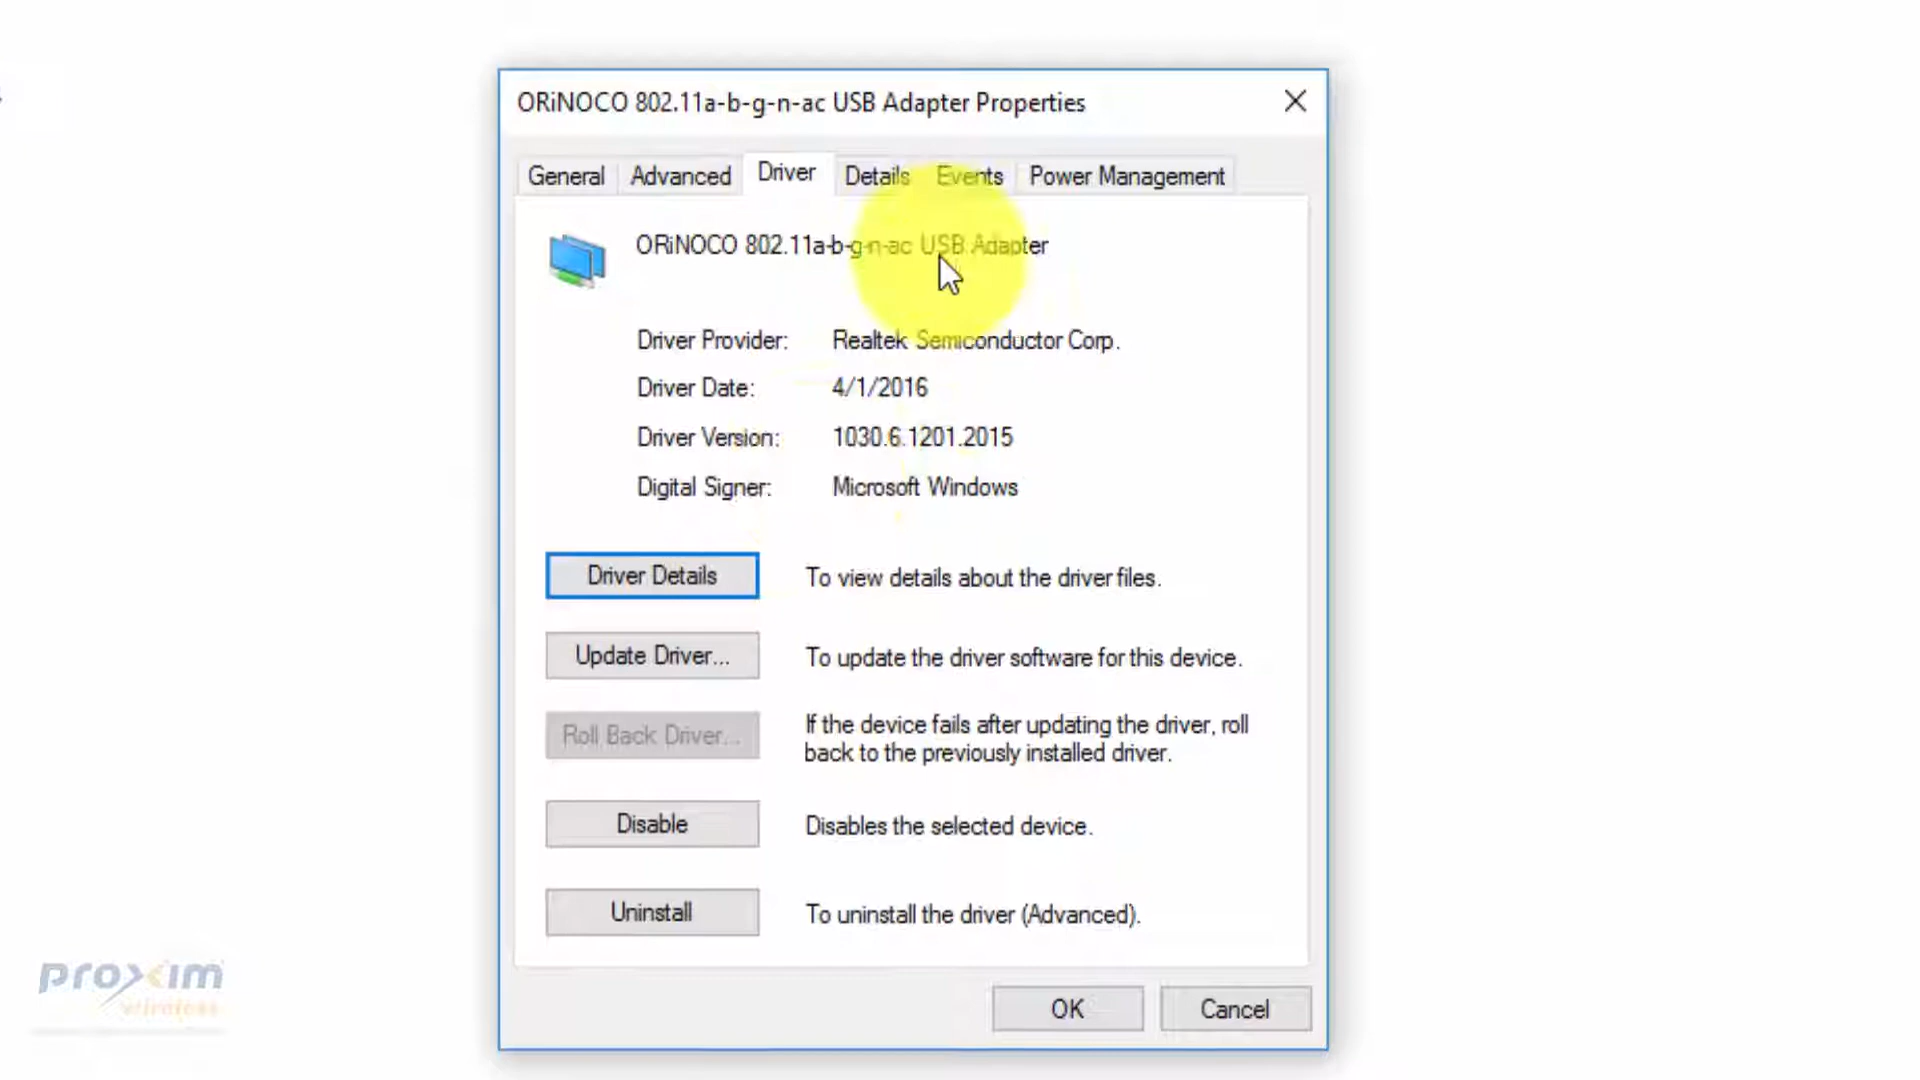 ORiNOCO 802.11a-b-g-n-ac USB Adapter Properties
General Advanced Driver Details Events Power Management
ORiNOCO 802.11a-b-g-n-ac USB Adapter
Driver Provider: Realtek Semiconductor Corp.
Driver Date: 4/1/2016
Driver Version: 1030.6.1201.2015
Digital Signer: Microsoft Windows
Driver Details To view details about the driver files.
Update Driver... To update the driver software for this device.
Roll Back Driver... If the device fails after updating the driver, roll
back to the previously installed driver.
Disable Disables the selected device.
Uninstall To uninstall the driver (Advanced).
proxim
wireless
OK Cancel